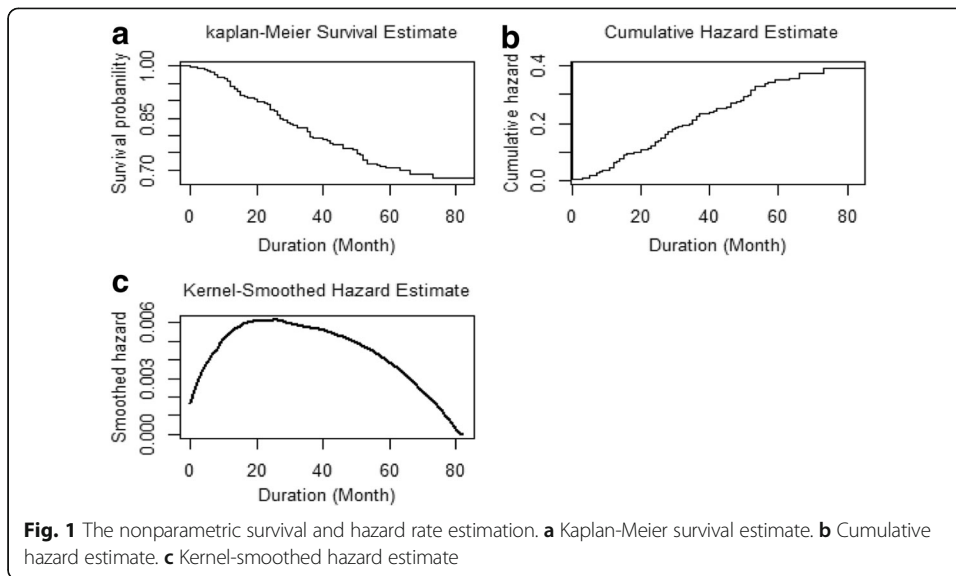 a
kaplan-Meier Survival Estimate
Survival probanility
1.00
0.85
0.70
0 20 40 60 80
Duration (Month)
b
Cumulative Hazard Estimate
Cumulative hazard
0.4
0.2
0.0
0 20 40 60 80
Duration (Month)
c
Kernel-Smoothed Hazard Estimate
Smoothed hazard
0.006
0.003
0.000
0 20 40 60 80
Duration (Month)
Fig. 1 The nonparametric survival and hazard rate estimation. a Kaplan-Meier survival estimate. b Cumulative
hazard estimate. c Kernel-smoothed hazard estimate